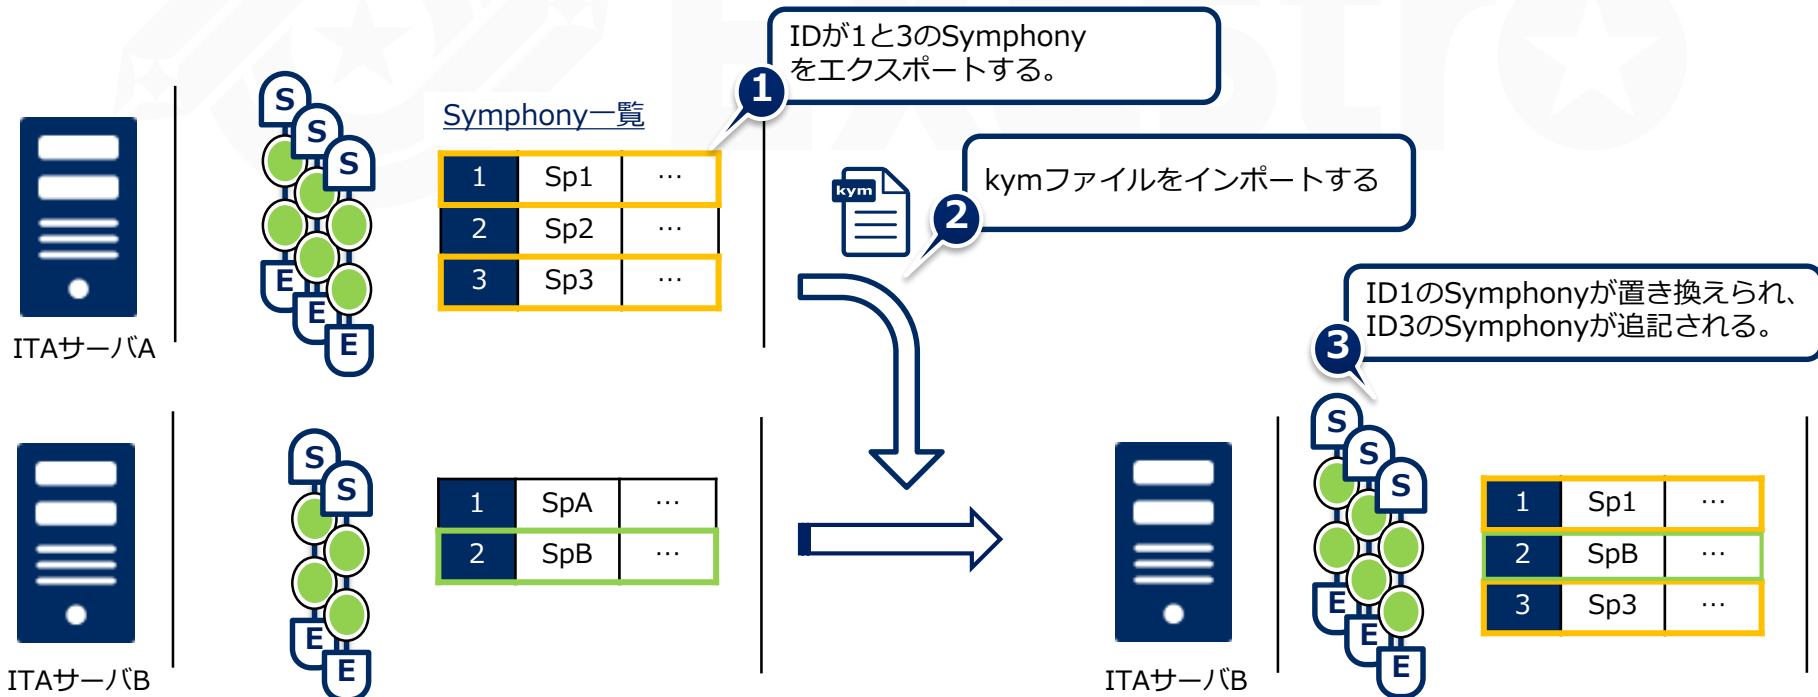 Exastro
IDが1と3のSymphony
をエクスポートする。
1
Symphony一覧
S
S
S
E
E
E
1 Sp1 …
2 Sp2 …
3 Sp3 …
ITAサーバA
kym
kymファイルをインポートする
2
ID1のSymphonyが置き換えられ、
ID3のSymphonyが追記される。
3
S
S
E
E
1 SpA …
2 SpB …
ITAサーバB
S
S
S
E
E
E
1 Sp1 …
2 SpB …
3 Sp3 …
ITAサーバB